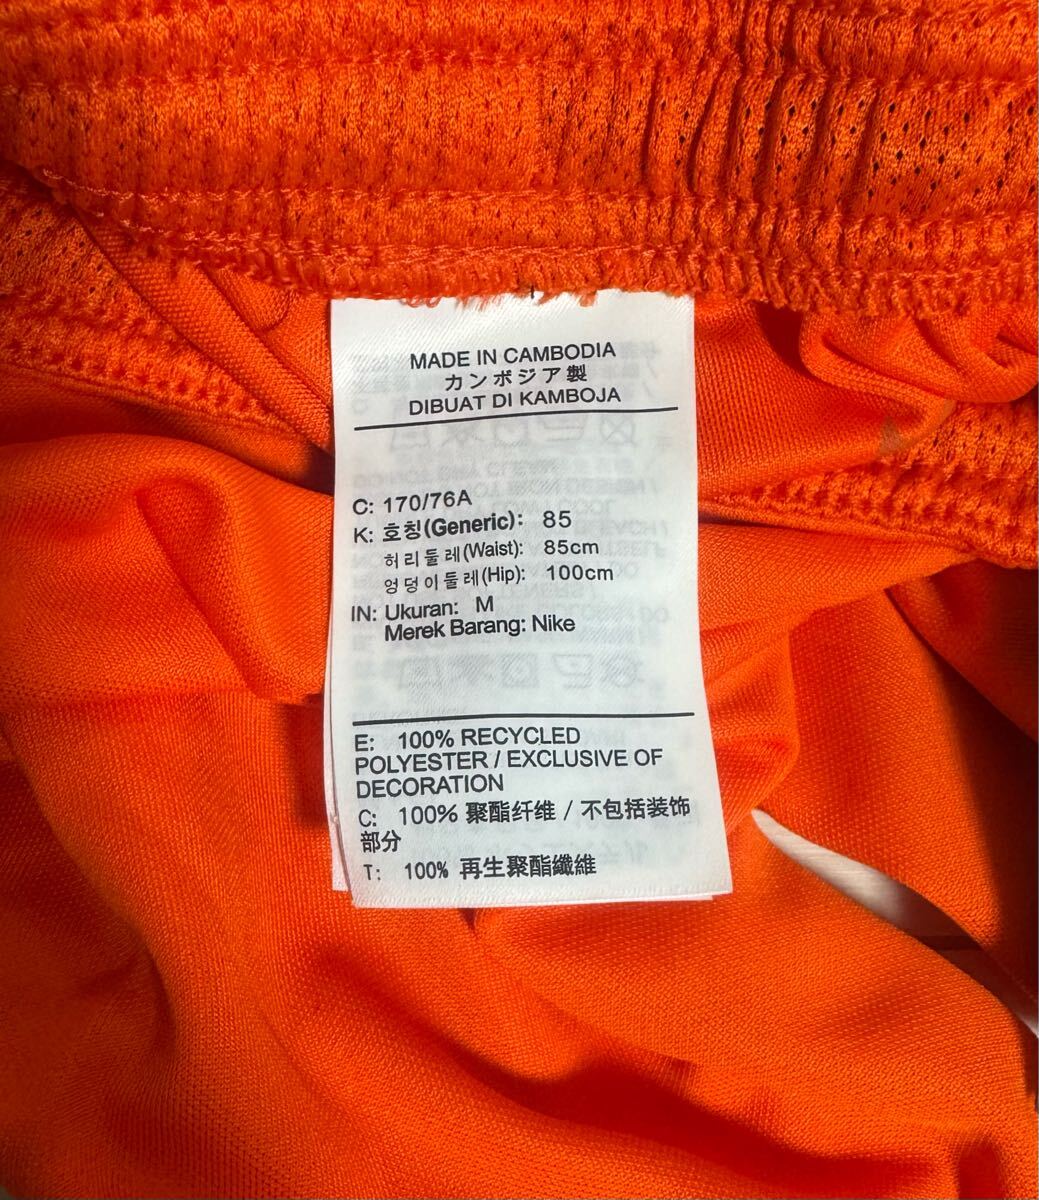 MADE IN CAMBODIA
カンボジア製
DIBUAT DI KAMBOJA
C: 170/76A
K: 호칭(Generic): 85
허리둘레(Waist): 85cm
엉덩이둘레(Hip): 100cm
IN: Ukuran: M
Merek Barang: Nike
E: 100% RECYCLED
POLYESTER / EXCLUSIVE OF
DECORATION
C: 100% 聚酯纤维 / 不包括装饰
部分
T: 100% 再生聚酯纖維